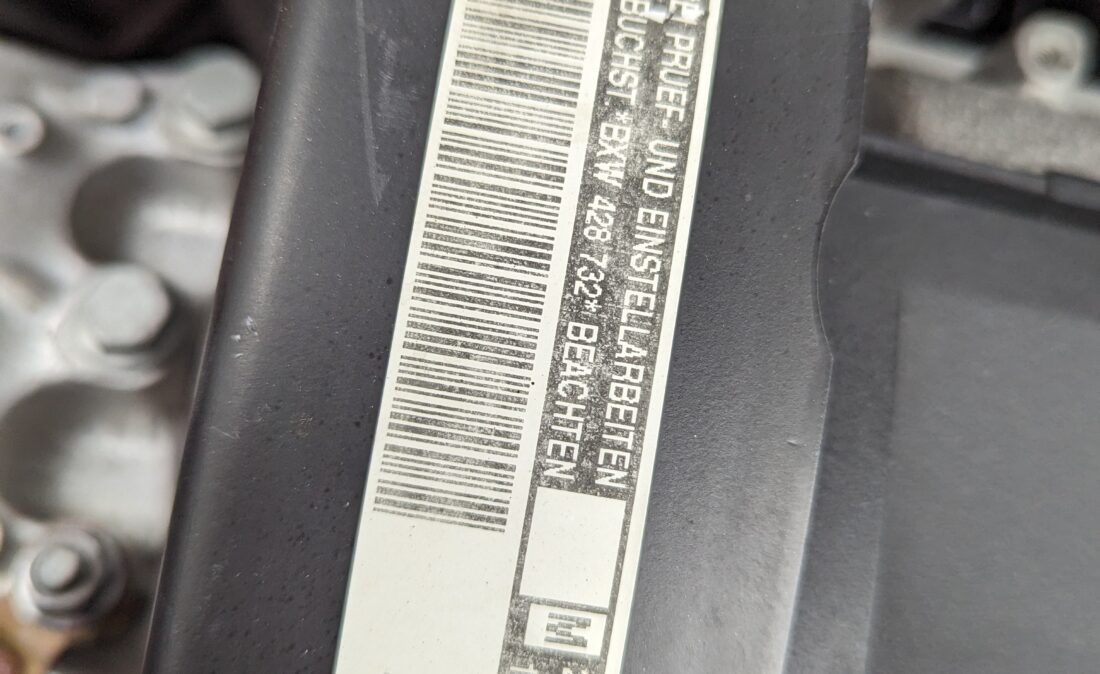 PRUEF- UND EINSTELLARBEITEN
BUCHST.*BXW 428 732* BEACHTEN
M